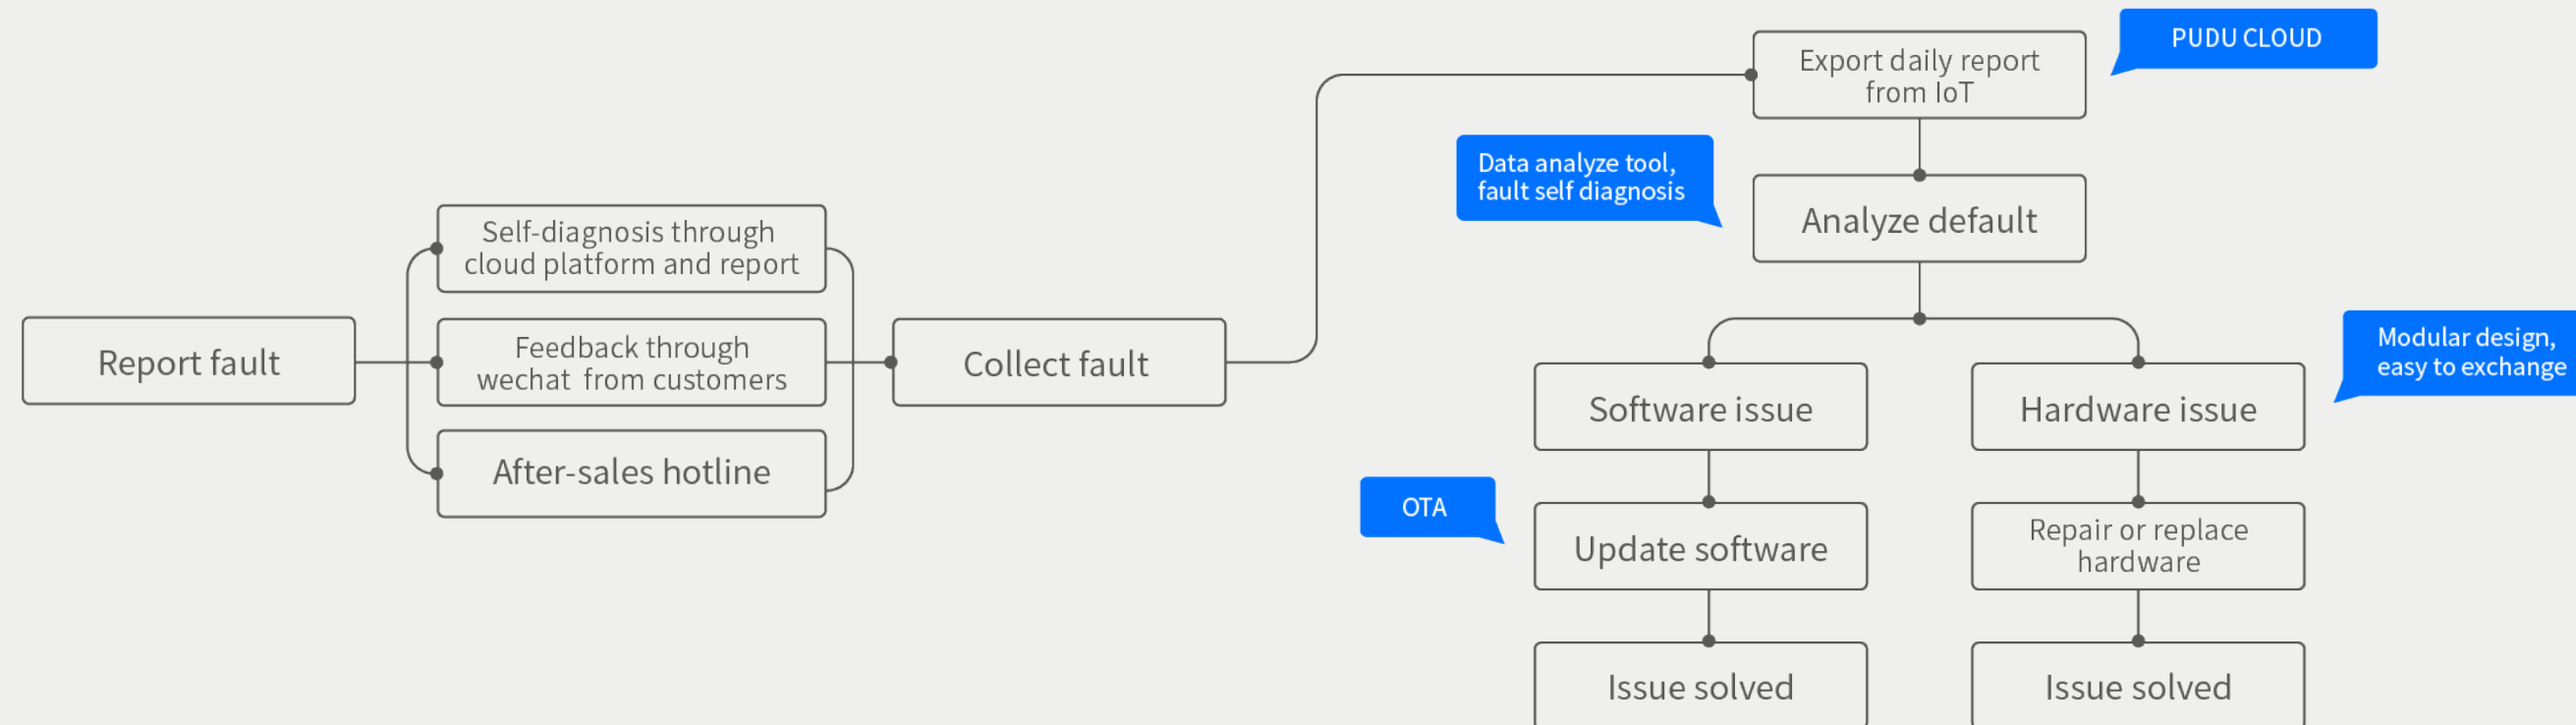 Report fault
Self-diagnosis through
cloud platform and report
Feedback through
wechat from customers
After-sales hotline
Collect fault
Export daily report
from IoT
PUDU CLOUD
Data analyze tool,
fault self diagnosis
Analyze default
Software issue
Hardware issue
Modular design,
easy to exchange
OTA
Update software
Repair or replace
hardware
Issue solved
Issue solved